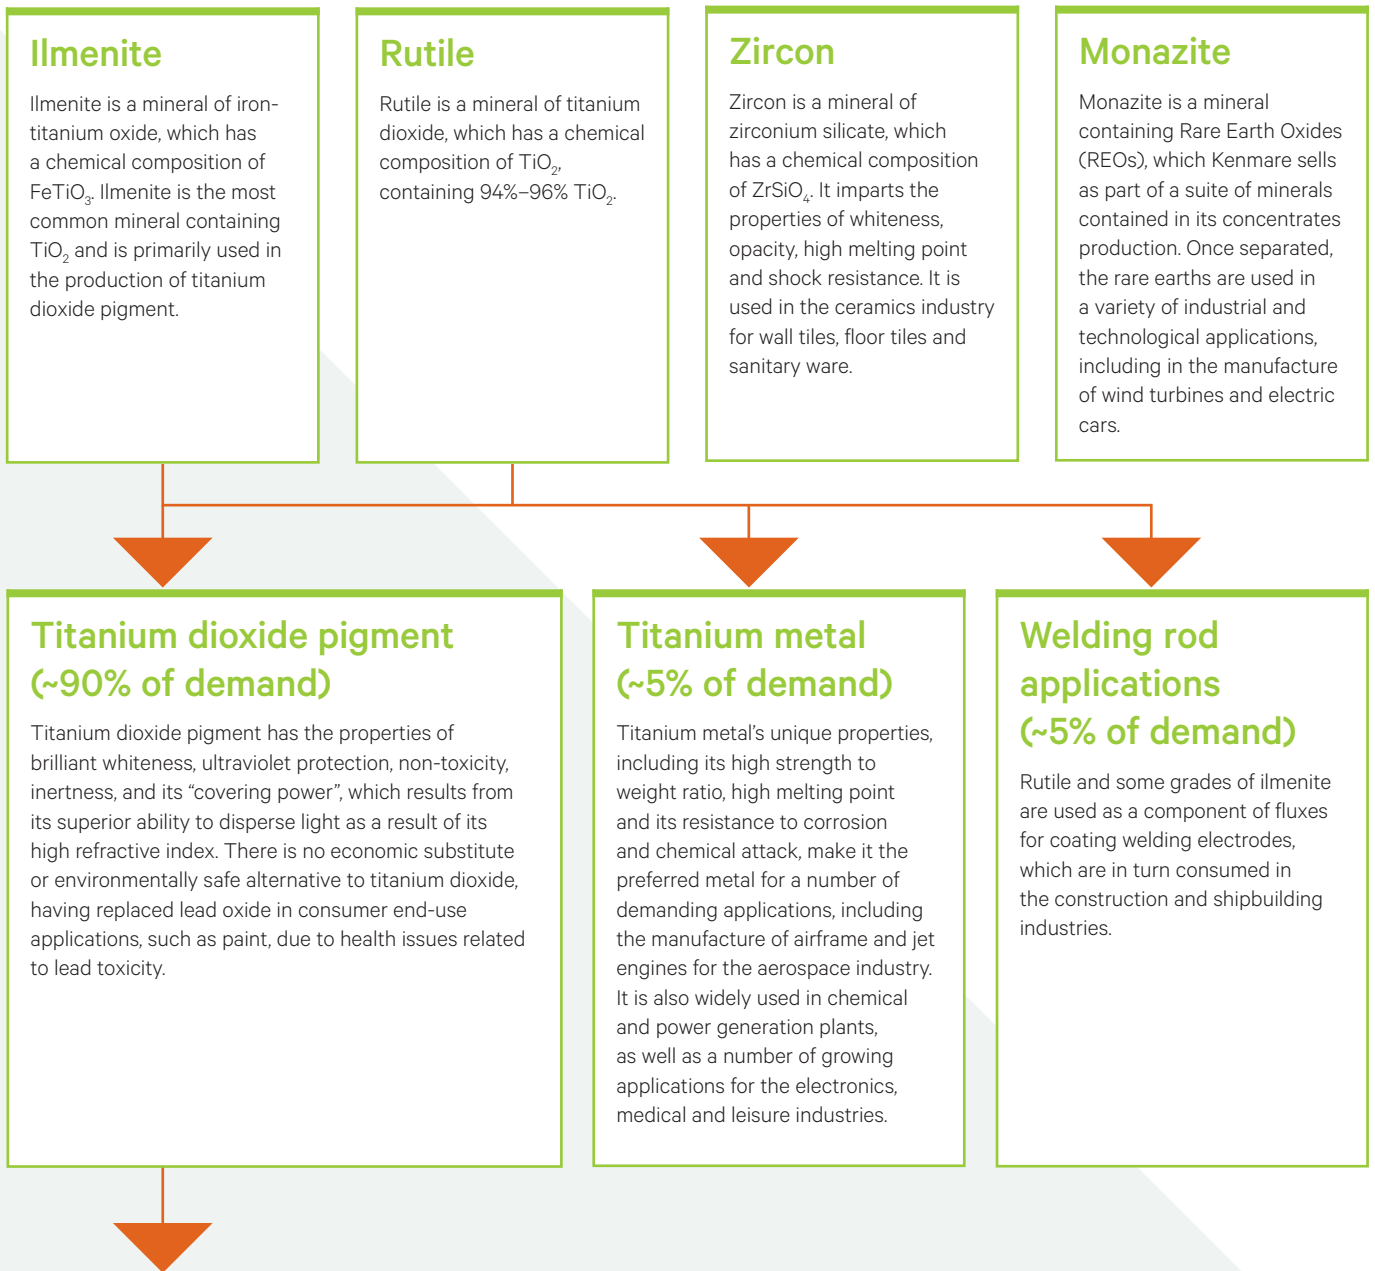 Ilmenite
Ilmenite is a mineral of iron-
titanium oxide, which has
a chemical composition of
FeTiO₃. Ilmenite is the most
common mineral containing
TiO₂ and is primarily used in
the production of titanium
dioxide pigment.
Rutile
Rutile is a mineral of titanium
dioxide, which has a chemical
composition of TiO₂,
containing 94%–96% TiO₂.
Zircon
Zircon is a mineral of
zirconium silicate, which
has a chemical composition
of ZrSiO₄. It imparts the
properties of whiteness,
opacity, high melting point
and shock resistance. It is
used in the ceramics industry
for wall tiles, floor tiles and
sanitary ware.
Monazite
Monazite is a mineral
containing Rare Earth Oxides
(REOs), which Kenmare sells
as part of a suite of minerals
contained in its concentrates
production. Once separated,
the rare earths are used in
a variety of industrial and
technological applications,
including in the manufacture
of wind turbines and electric
cars.
Titanium dioxide pigment
(~90% of demand)
Titanium dioxide pigment has the properties of
brilliant whiteness, ultraviolet protection, non-toxicity,
inertness, and its “covering power”, which results from
its superior ability to disperse light as a result of its
high refractive index. There is no economic substitute
or environmentally safe alternative to titanium dioxide,
having replaced lead oxide in consumer end-use
applications, such as paint, due to health issues related
to lead toxicity.
Titanium metal
(~5% of demand)
Titanium metal’s unique properties,
including its high strength to
weight ratio, high melting point
and its resistance to corrosion
and chemical attack, make it the
preferred metal for a number of
demanding applications, including
the manufacture of airframe and jet
engines for the aerospace industry.
It is also widely used in chemical
and power generation plants,
as well as a number of growing
applications for the electronics,
medical and leisure industries.
Welding rod
applications
(~5% of demand)
Rutile and some grades of ilmenite
are used as a component of fluxes
for coating welding electrodes,
which are in turn consumed in
the construction and shipbuilding
industries.